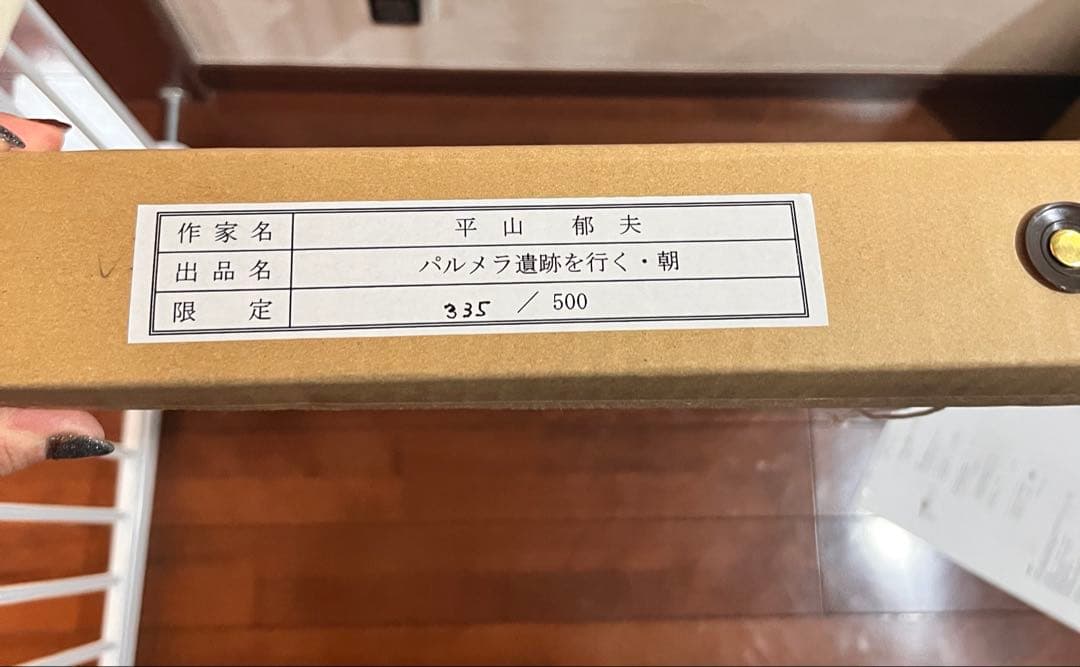 作家名 平山 郁夫
出品名 パルメラ遺跡を行く・朝
限定 335 / 500